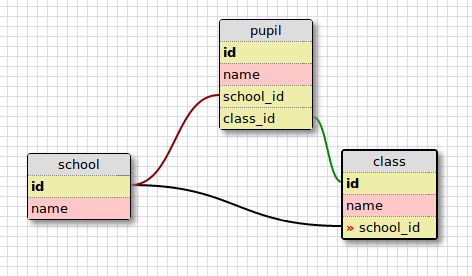 pupil
id
name
school_id
class_id
school
id
name
class
id
name
» school_id